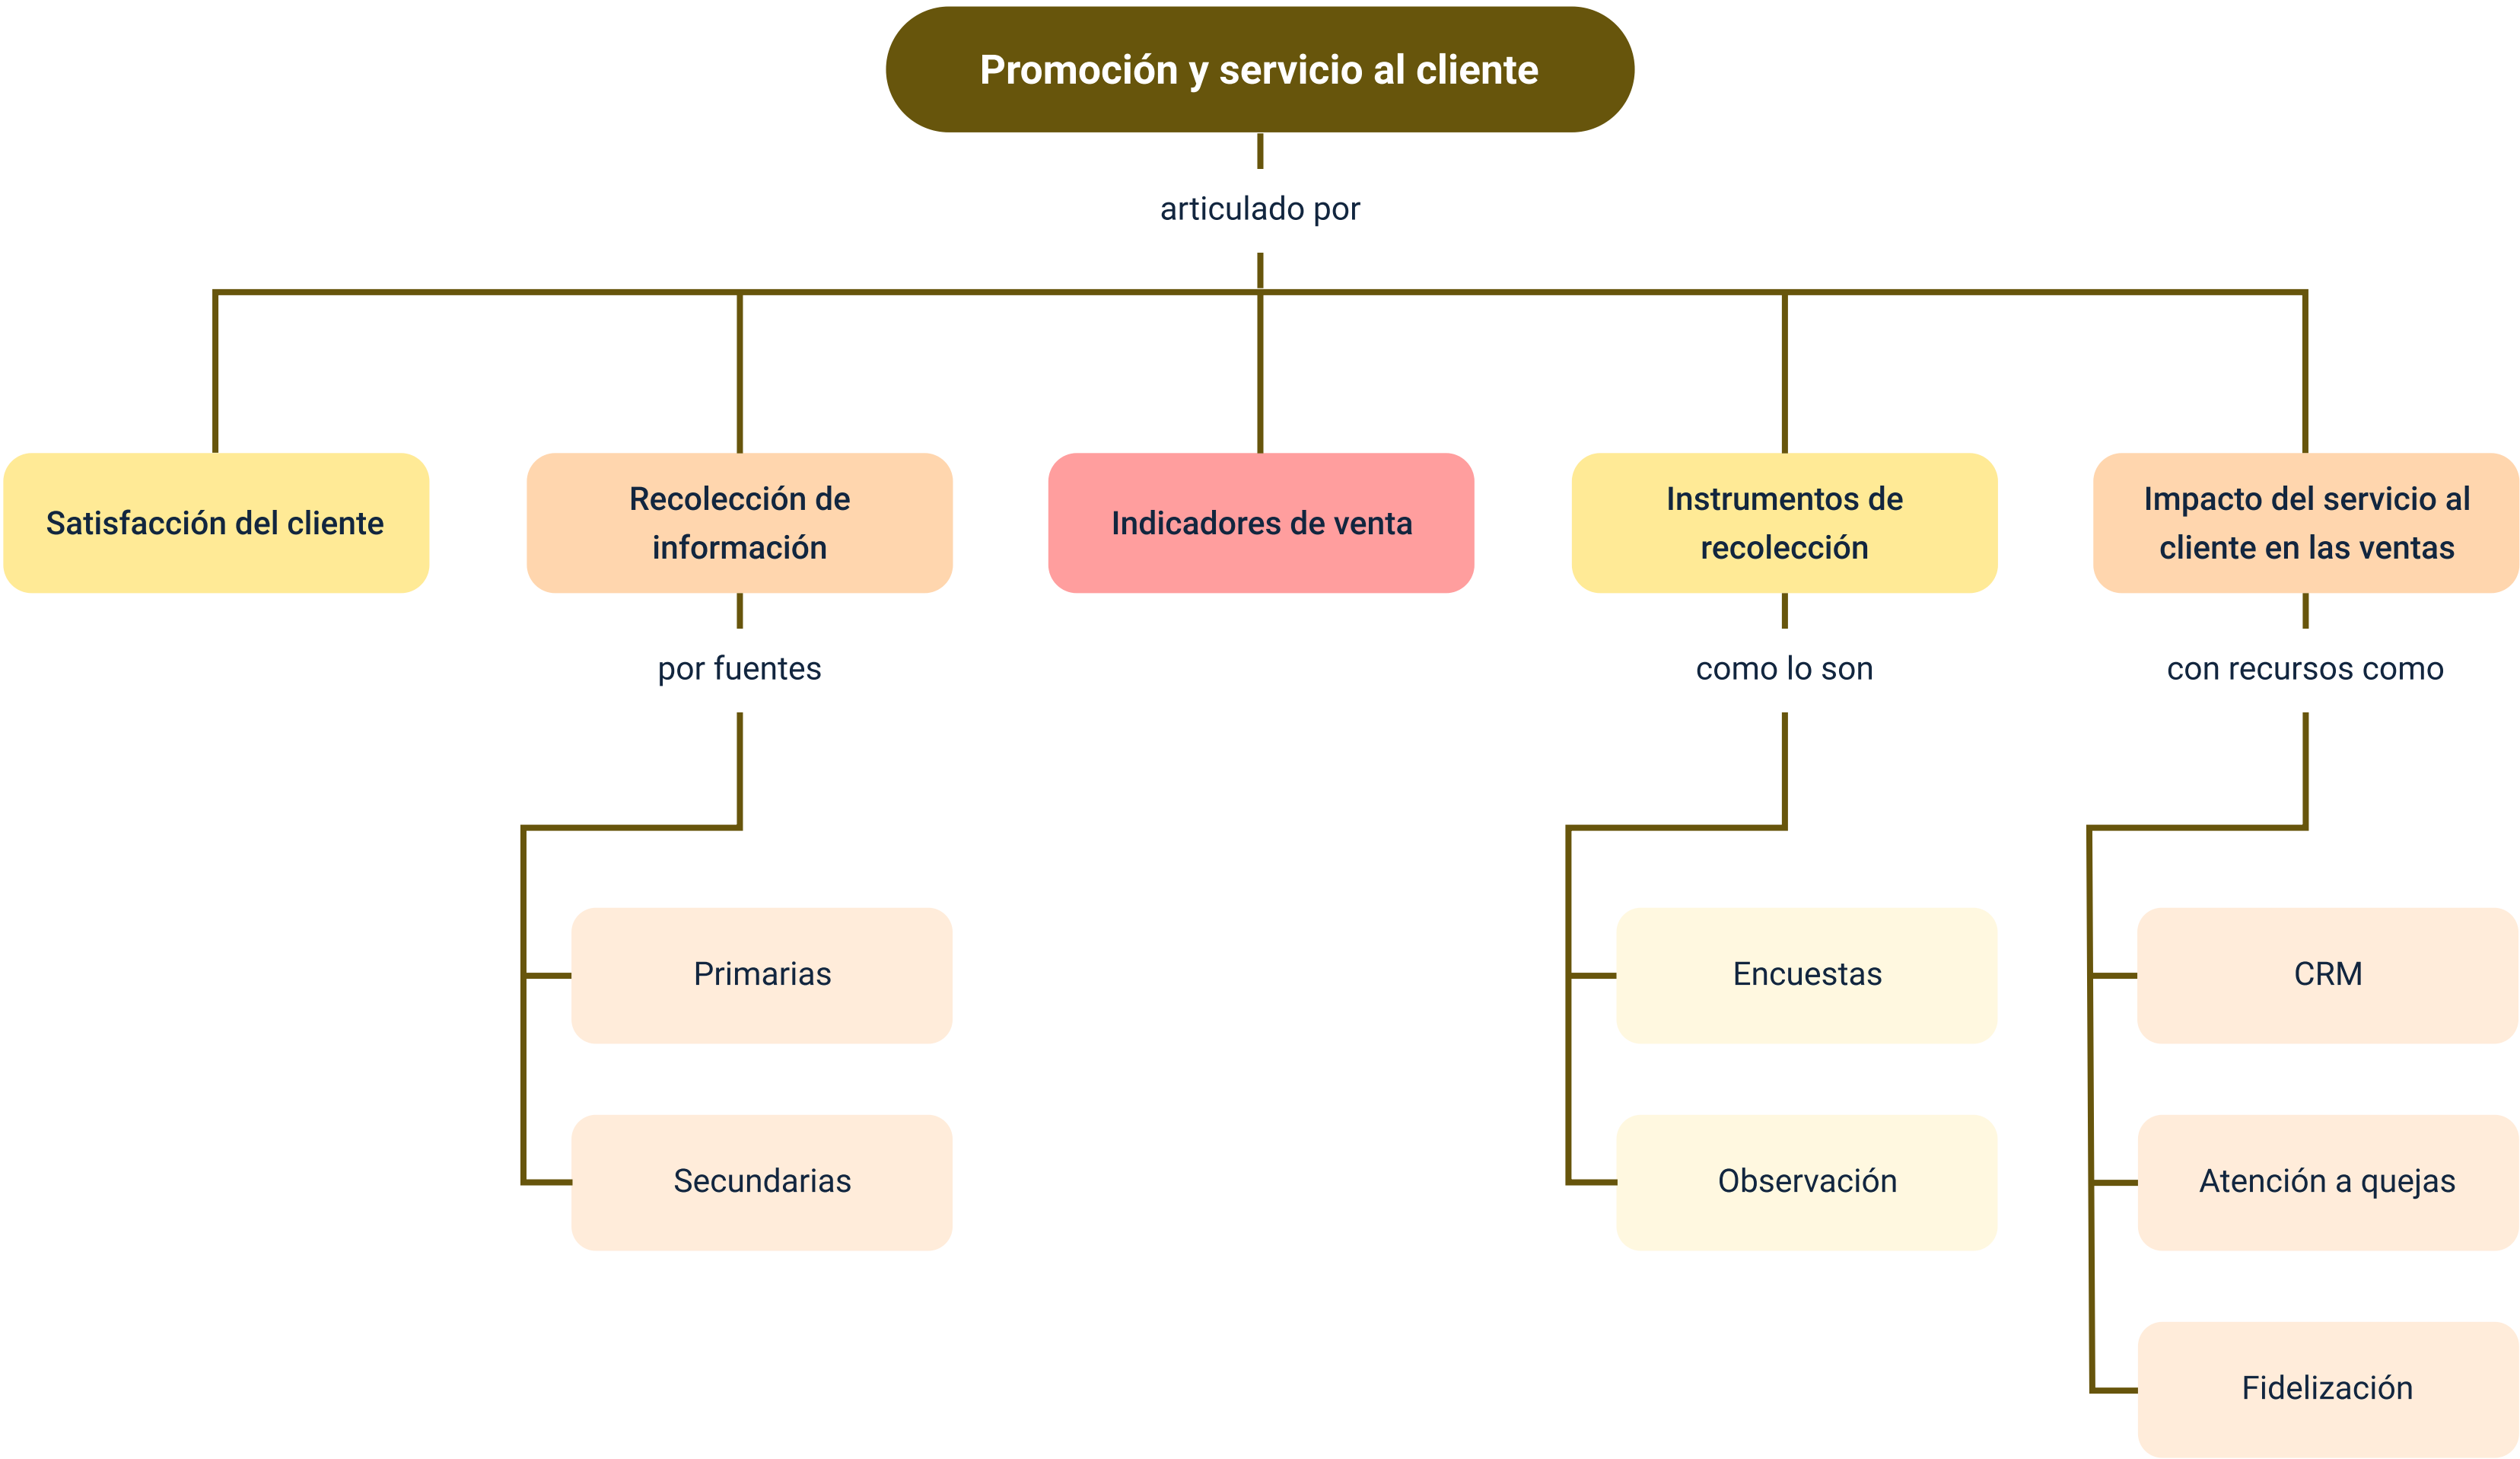 Promoción y servicio al cliente
articulado por
Satisfacción del cliente
Recolección de
información
Indicadores de venta
Instrumentos de
recolección
Impacto del servicio al
cliente en las ventas
por fuentes
como lo son
con recursos como
Primarias
Encuestas
CRM
Secundarias
Observación
Atención a quejas
Fidelización